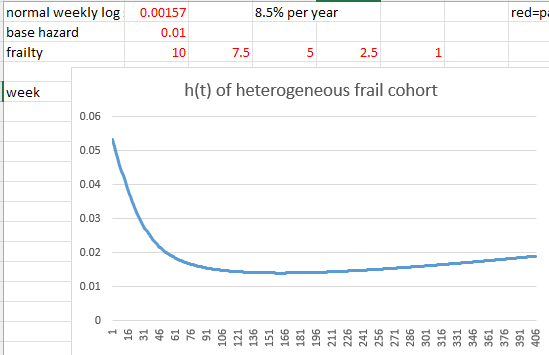 normal weekly log 0.00157 8.5% per year red=pa
base hazard 0.01
frailty 10 7.5 5 2.5 1
week
h(t) of heterogeneous frail cohort
0.06
0.05
0.04
0.03
0.02
0.01
0
1 16 31 46 61 76 91 106 121 136 151 166 181 196 211 226 241 256 271 286 301 316 331 346 361 376 391 406